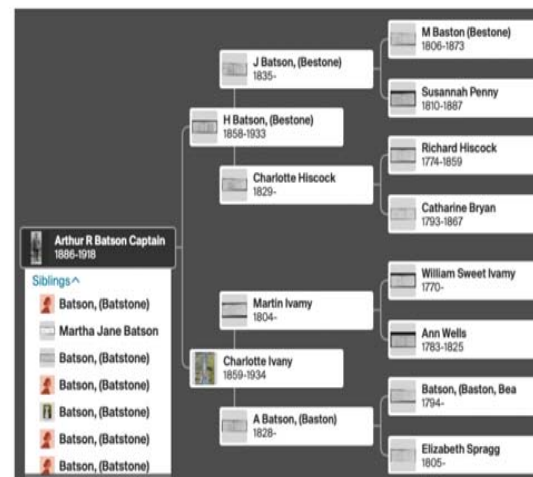 M Baston (Bestone)
1806-1873
J Batson, (Bestone)
1835-
Susannah Penny
1810-1887
H Batson, (Bestone)
1858-1933
Richard Hiscock
1774-1859
Charlotte Hiscock
1829-
Catharine Bryan
1793-1867
Arthur R Batson Captain
1886-1918
Siblings^
Batson, (Batstone)
Martha Jane Batson
Batson, (Batstone)
Batson, (Batstone)
Batson, (Batstone)
Batson, (Batstone)
Batson, (Batstone)
William Sweet Ivamy
1770-
Martin Ivamy
1804-
Ann Wells
1783-1825
Charlotte Ivany
1859-1934
Batson, (Baston, Bea
1794-
A Batson, (Baston)
1828-
Elizabeth Spragg
1805-